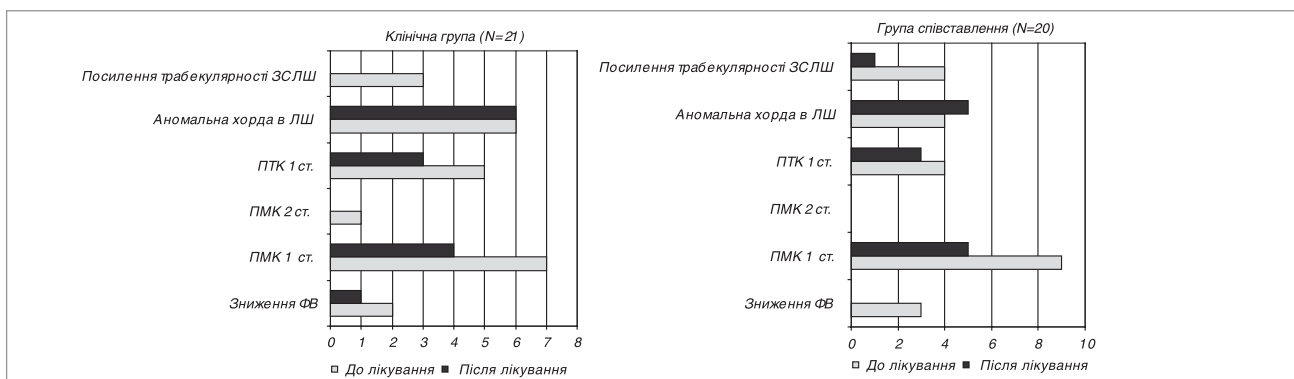 Клінічна група (N=21)
Посилення трабекулярності ЗСЛШ
Аномальна хорда в ЛШ
ПТК 1 ст.
ПМК 2 ст.
ПМК 1 ст.
Зниження ФВ
0 1 2 3 4 5 6 7 8
До лікування Після лікування
Група співставлення (N=20)
Посилення трабекулярності ЗСЛШ
Аномальна хорда в ЛШ
ПТК 1 ст.
ПМК 2 ст.
ПМК 1 ст.
Зниження ФВ
0 2 4 6 8 10
До лікування Після лікування